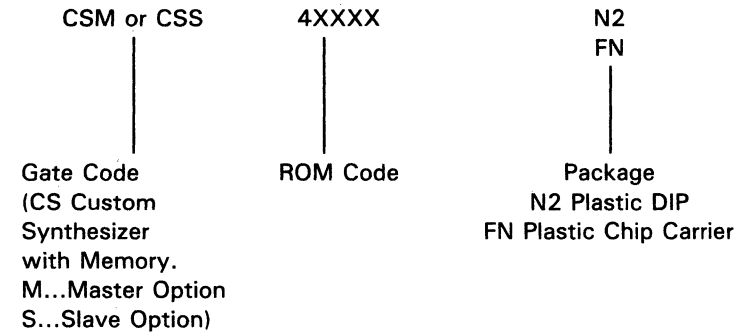 CSM or CSS 4XXXX N2
FN
Gate Code ROM Code Package
(CS Custom N2 Plastic DIP
Synthesizer FN Plastic Chip Carrier
with Memory.
M...Master Option
S...Slave Option)